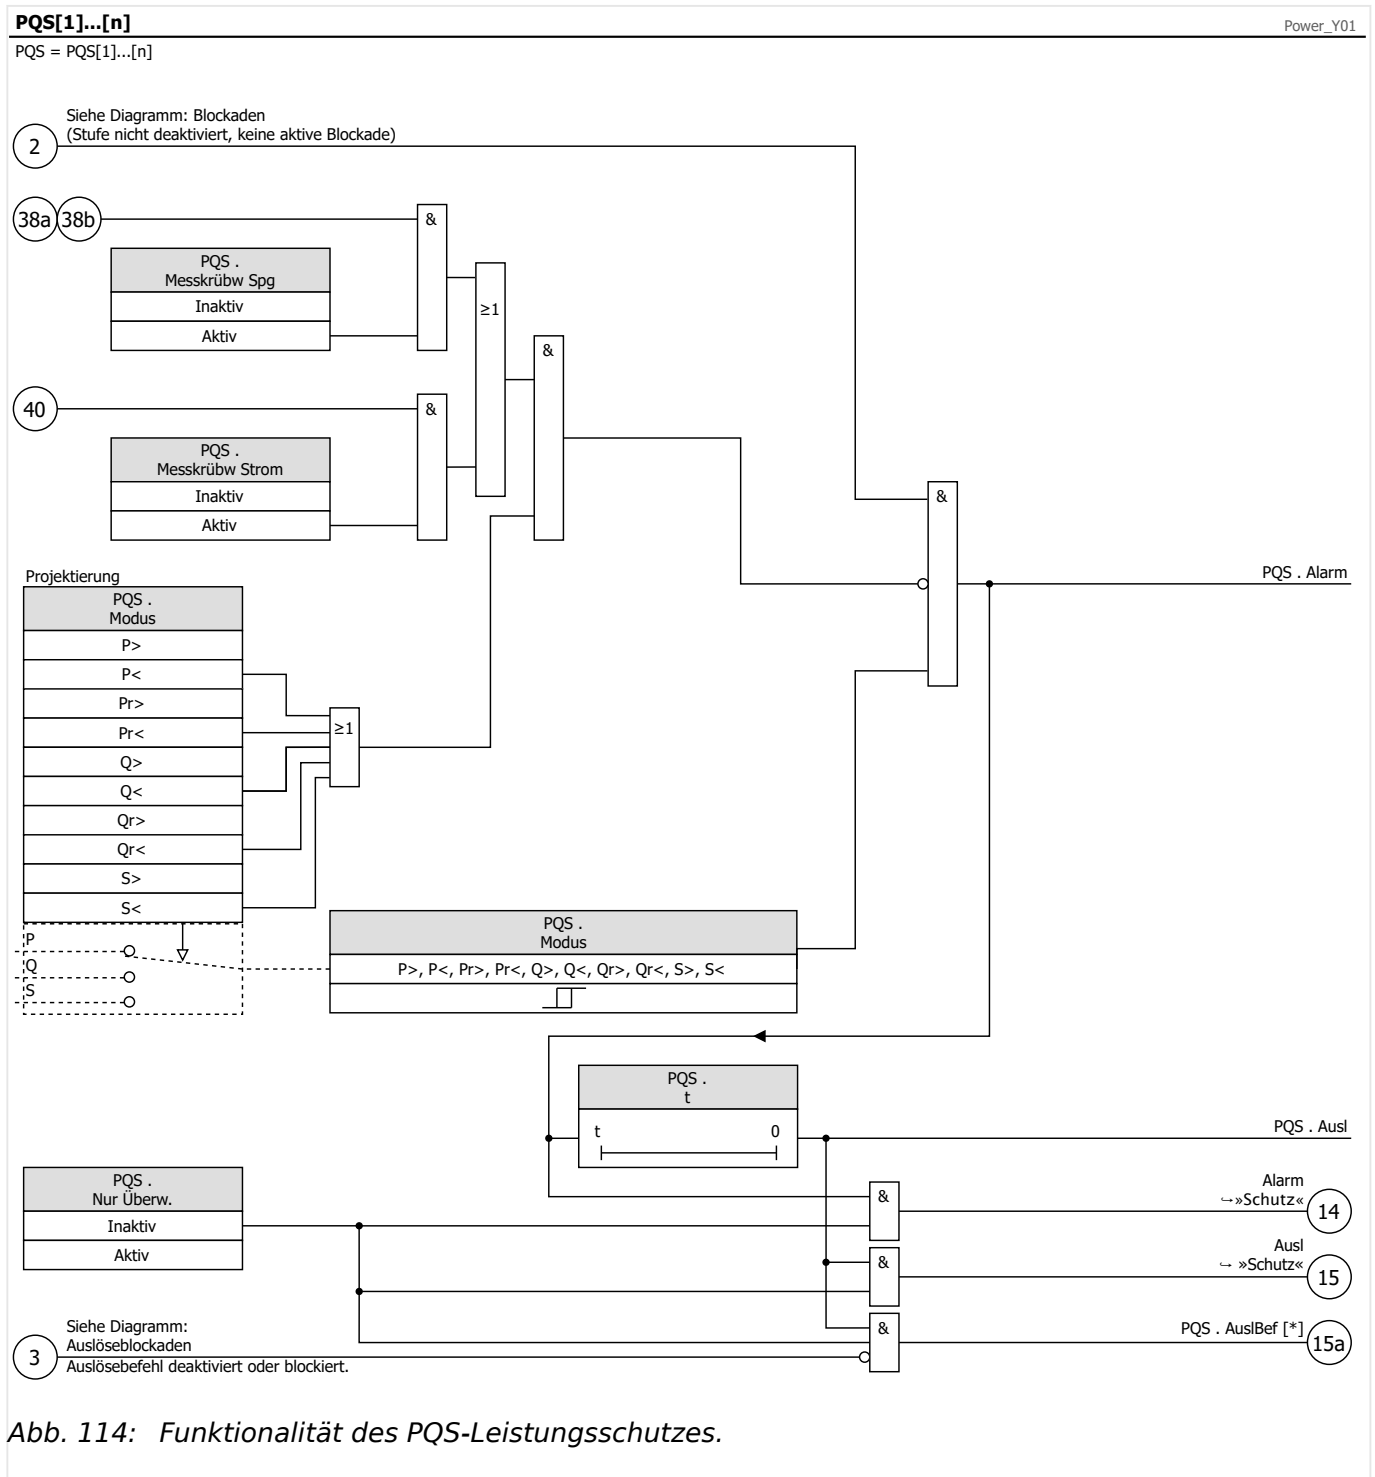 PQS[1]...[n]
Power_Y01
PQS = PQS[1]...[n]
Siehe Diagramm: Blockaden
(Stufe nicht deaktiviert, keine aktive Blockade)
2
38a
38b
&
PQS .
Messkrübw Spg
Inaktiv
Aktiv
≥1
&
40
&
PQS .
Messkrübw Strom
Inaktiv
Aktiv
&
PQS . Alarm
Projektierung
PQS .
Modus
P>
P<
Pr>
Pr<
Q>
Q<
Qr>
Qr<
S>
S<
≥1
P
Q
S
PQS .
Modus
P>, P<, Pr>, Pr<, Q>, Q<, Qr>, Qr<, S>, S<
PQS .
t
t
0
PQS . Ausl
PQS .
Nur Überw.
Inaktiv
Aktiv
&
Alarm
↪»Schutz«
14
&
Ausl
↪ »Schutz«
15
Siehe Diagramm:
Auslöseblockaden
Auslösebefehl deaktiviert oder blockiert.
3
&
PQS . AuslBef [*]
15a
Abb. 114: Funktionalität des PQS-Leistungsschutzes.